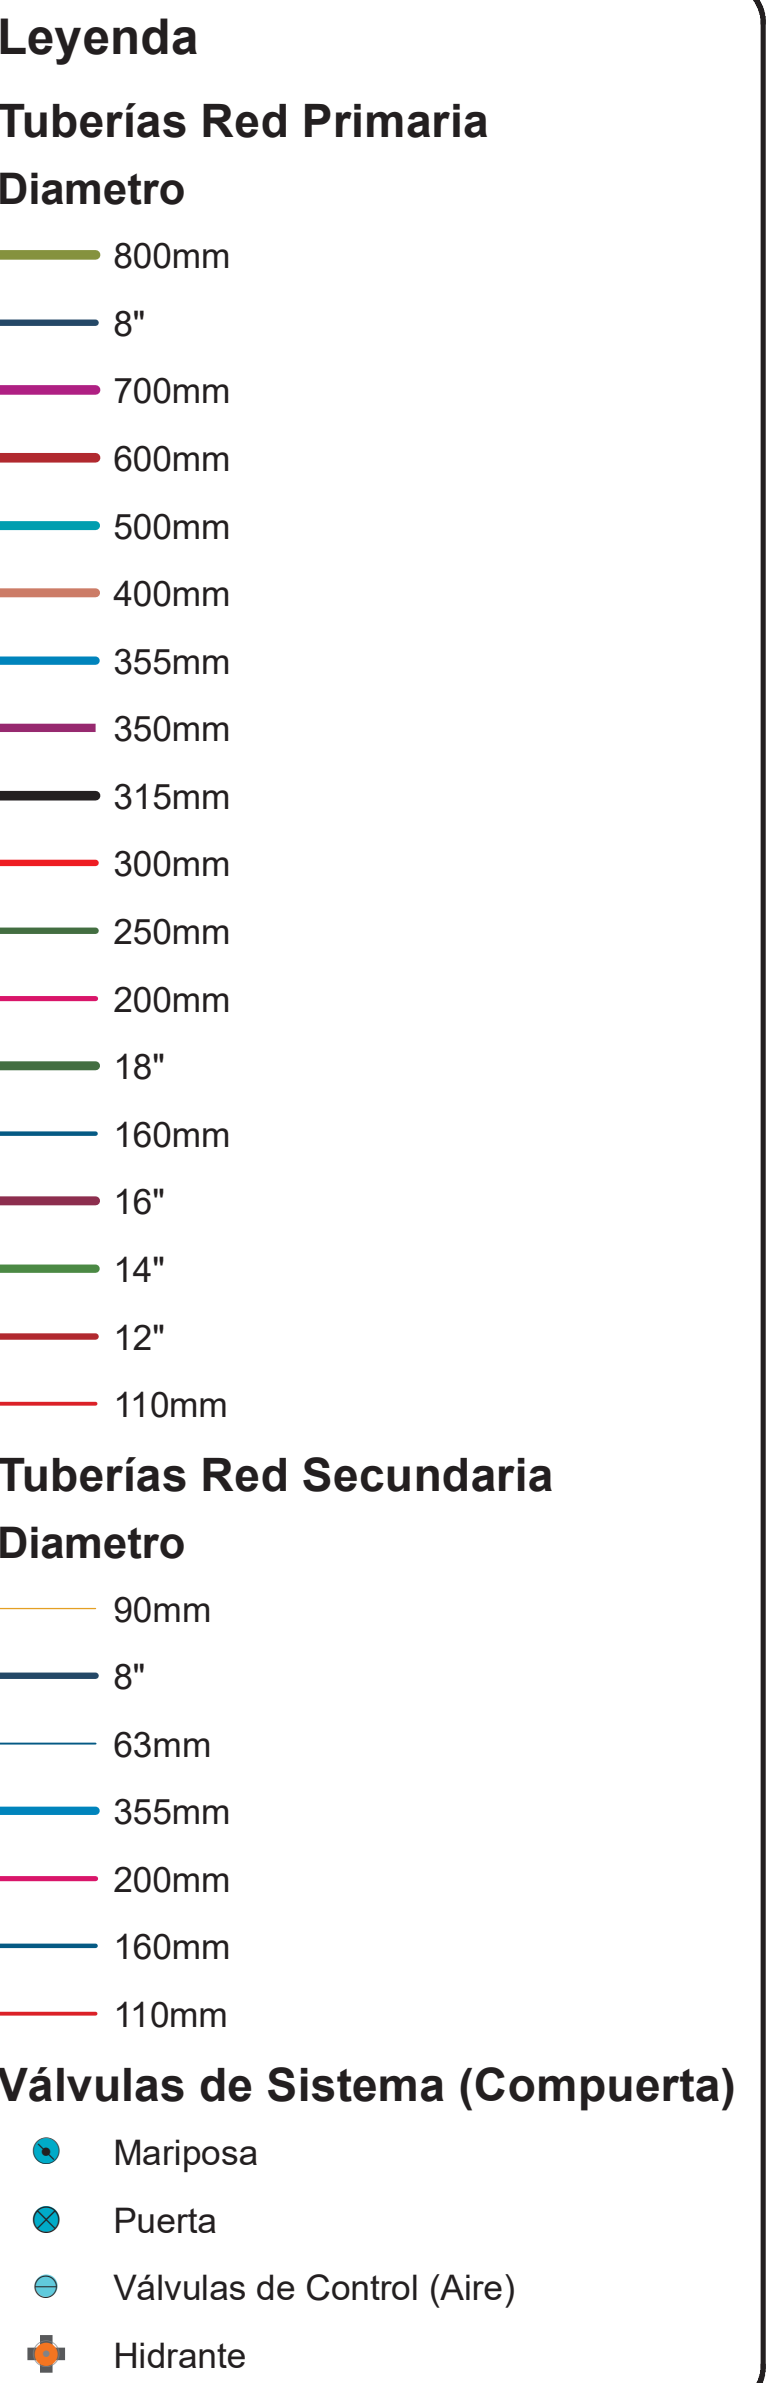 Leyenda
Tuberías Red Primaria
Diametro
800mm
8"
700mm
600mm
500mm
400mm
355mm
350mm
315mm
300mm
250mm
200mm
18"
160mm
16"
14"
12"
110mm
Tuberías Red Secundaria
Diametro
90mm
8"
63mm
355mm
200mm
160mm
110mm
Válvulas de Sistema (Compuerta)
Mariposa
Puerta
Válvulas de Control (Aire)
Hidrante